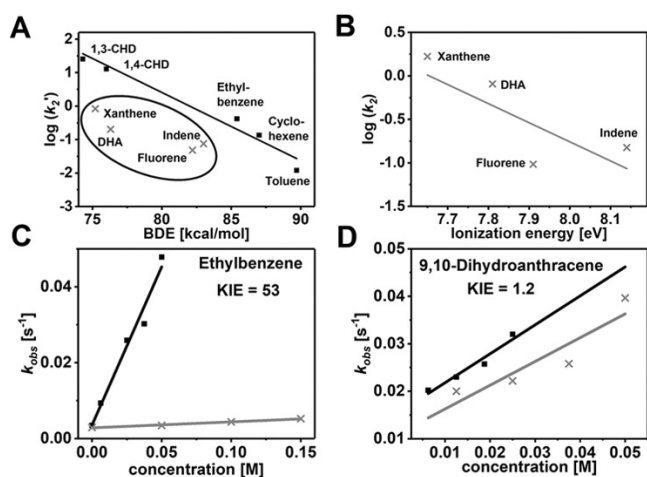 A
log (k2')
2
1
0
-1
-2
-3
1,3-CHD
1,4-CHD
Xanthene
DHA
Indene
Fluorene
Ethyl-
benzene
Cyclo-
hexene
Toluene
75
80
85
90
BDE [kcal/mol]
B
log (k2)
0.0
-0.5
-1.0
-1.5
Xanthene
DHA
Fluorene
Indene
7.7
7.8
7.9
8.0
8.1
Ionization energy [eV]
C
kobs [s-1]
0.04
0.02
0.00
Ethylbenzene
KIE = 53
0.00
0.05
0.10
0.15
concentration [M]
D
kobs [s-1]
0.05
0.04
0.03
0.02
0.01
9,10-Dihydroanthracene
KIE = 1.2
0.01
0.02
0.03
0.04
0.05
concentration [M]